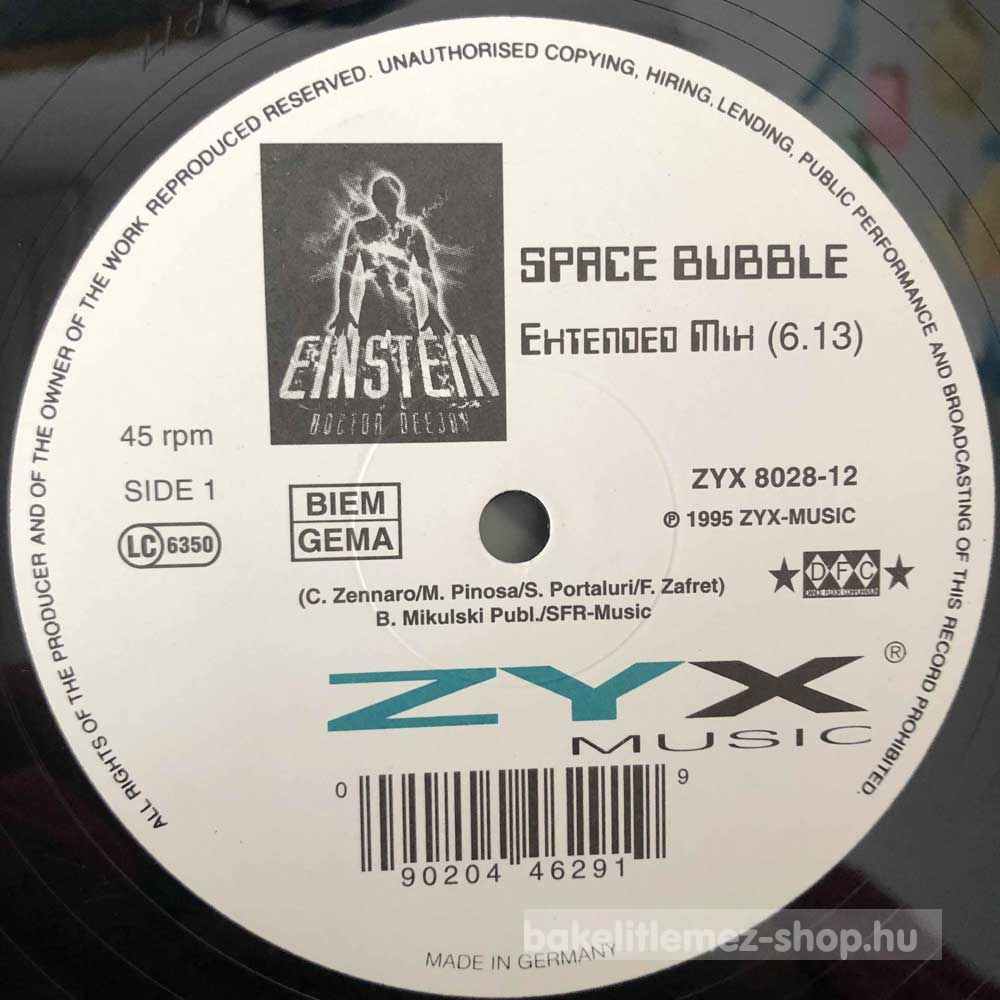 ALL RIGHTS OF THE PRODUCER AND OF THE OWNER OF THE WORK REPRODUCED RESERVED. UNAUTHORISED COPYING, HIRING, LENDING, PUBLIC PERFORMANCE AND BROADCASTING OF THIS RECORD PROHIBITED.
EINSTEIN
DOCTOR DEEJAY
SPACE BUBBLE
EXTENDED MIX (6.13)
45 rpm
SIDE 1
LC 6350
BIEM
GEMA
ZYX 8028-12
℗ 1995 ZYX-MUSIC
DFC
DANCE FLOOR CORPORATION
(C. Zennaro/M. Pinosa/S. Portaluri/F. Zafret)
B. Mikulski Publ./SFR-Music
ZYX ®
MUSIC
0 90204 46291 9
MADE IN GERMANY
bakelitlemez-shop.hu